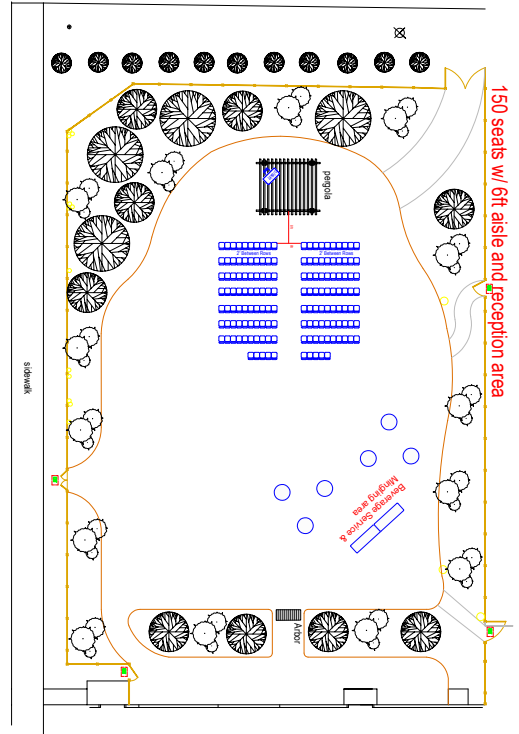 150 seats w/ 6ft aisle and reception area
pergola
2' Between Rows
2' Between Rows
sidewalk
Beverage Service &
Mingling area
Arbor